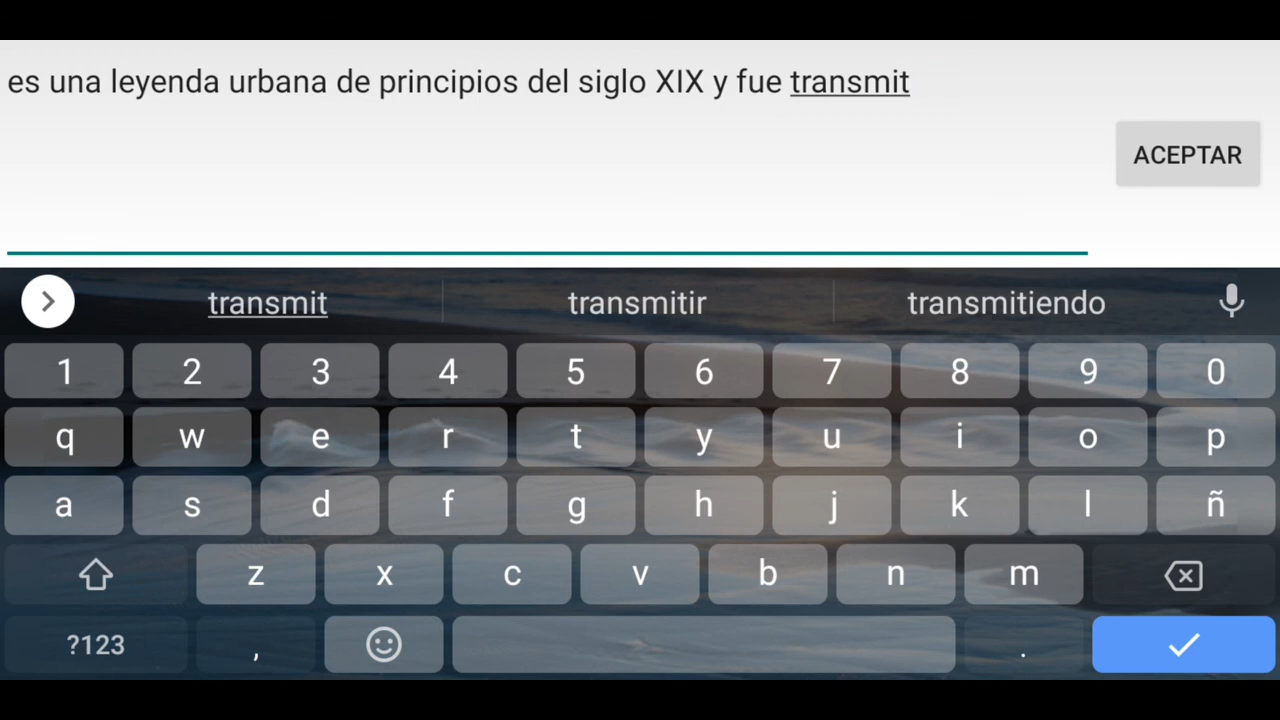 es una leyenda urbana de principios del siglo XIX y fue transmit
ACEPTAR
transmit transmitir transmitiendo
1 2 3 4 5 6 7 8 9 0
q w e r t y u i o p
a s d f g h j k l ñ
z x c v b n m
?123 , .